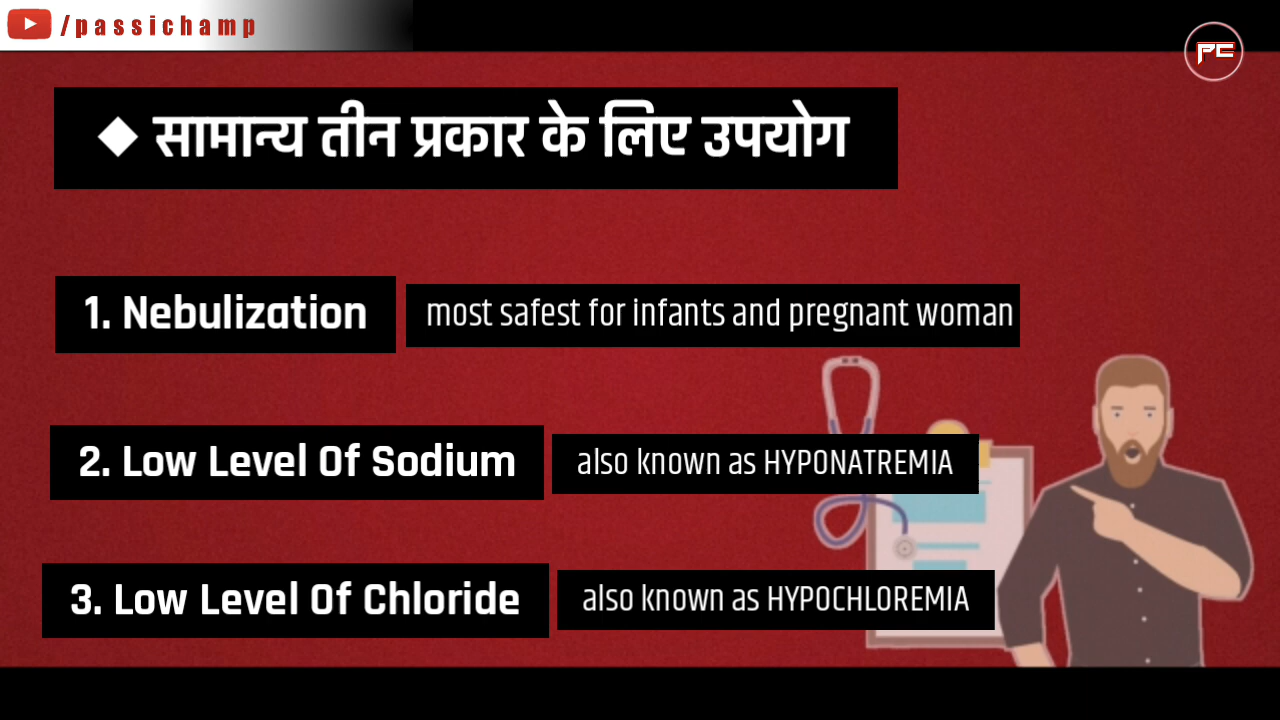 /passichamp
PC
◆ सामान्य तीन प्रकार के लिए उपयोग
1. Nebulization most safest for infants and pregnant woman
2. Low Level Of Sodium also known as HYPONATREMIA
3. Low Level Of Chloride also known as HYPOCHLOREMIA